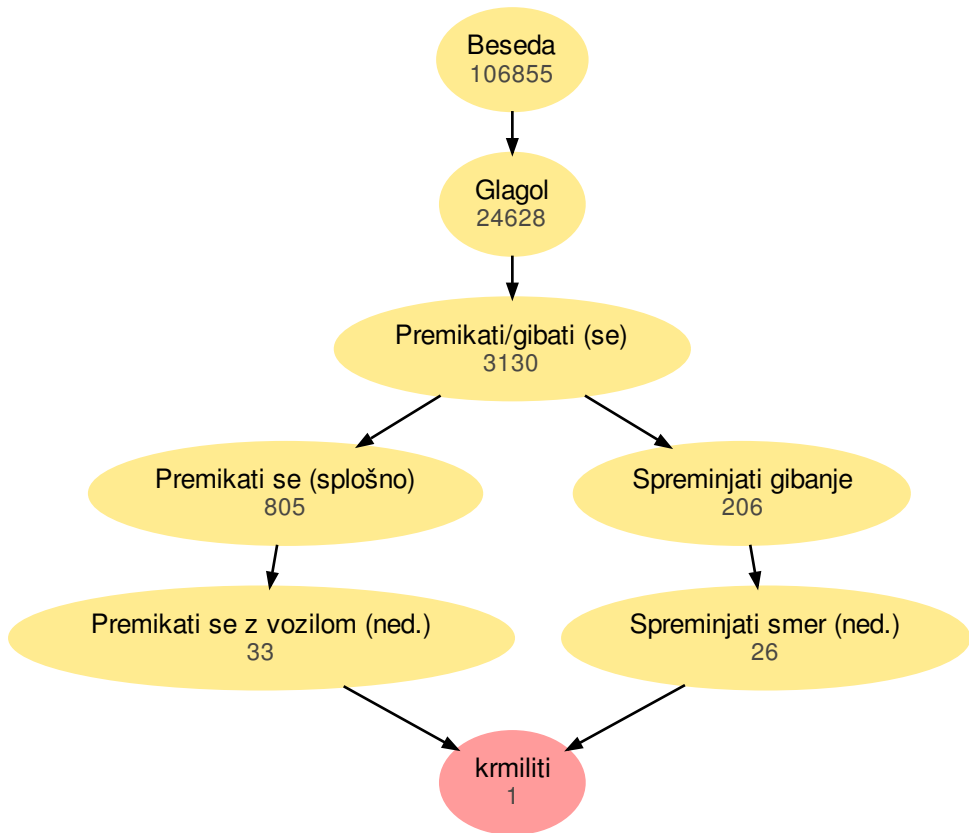 Beseda
106855
Glagol
24628
Premikati/gibati (se)
3130
Premikati se (splošno)
805
Spreminjati gibanje
206
Premikati se z vozilom (ned.)
33
Spreminjati smer (ned.)
26
krmiliti
1